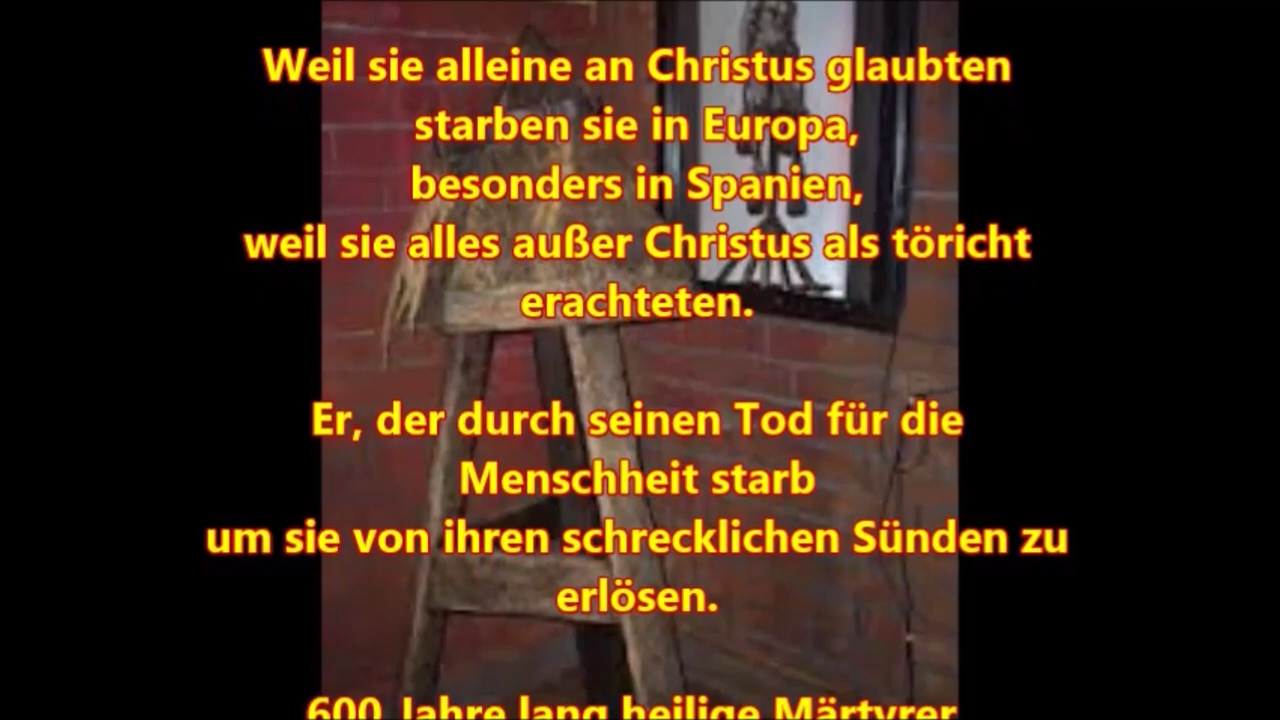 Weil sie alleine an Christus glaubten
starben sie in Europa,
besonders in Spanien,
weil sie alles außer Christus als töricht
erachteten.
Er, der durch seinen Tod für die
Menschheit starb
um sie von ihren schrecklichen Sünden zu
erlösen.
600 Jahre lang heilige Märtyrer